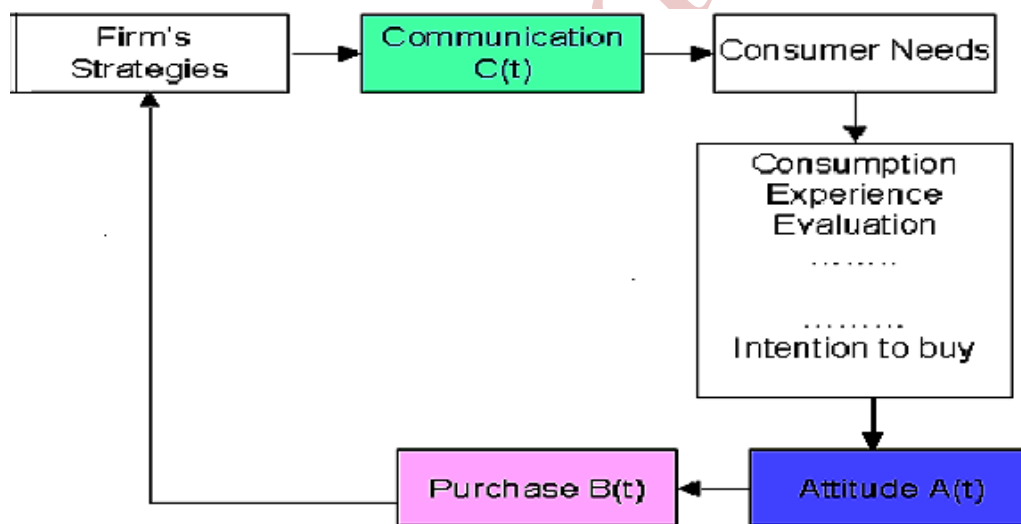 Firm's
Strategies
Communication
C(t)
Consumer Needs
Consumption
Experience
Evaluation
........
.........
Intention to buy
Attitude A(t)
Purchase B(t)